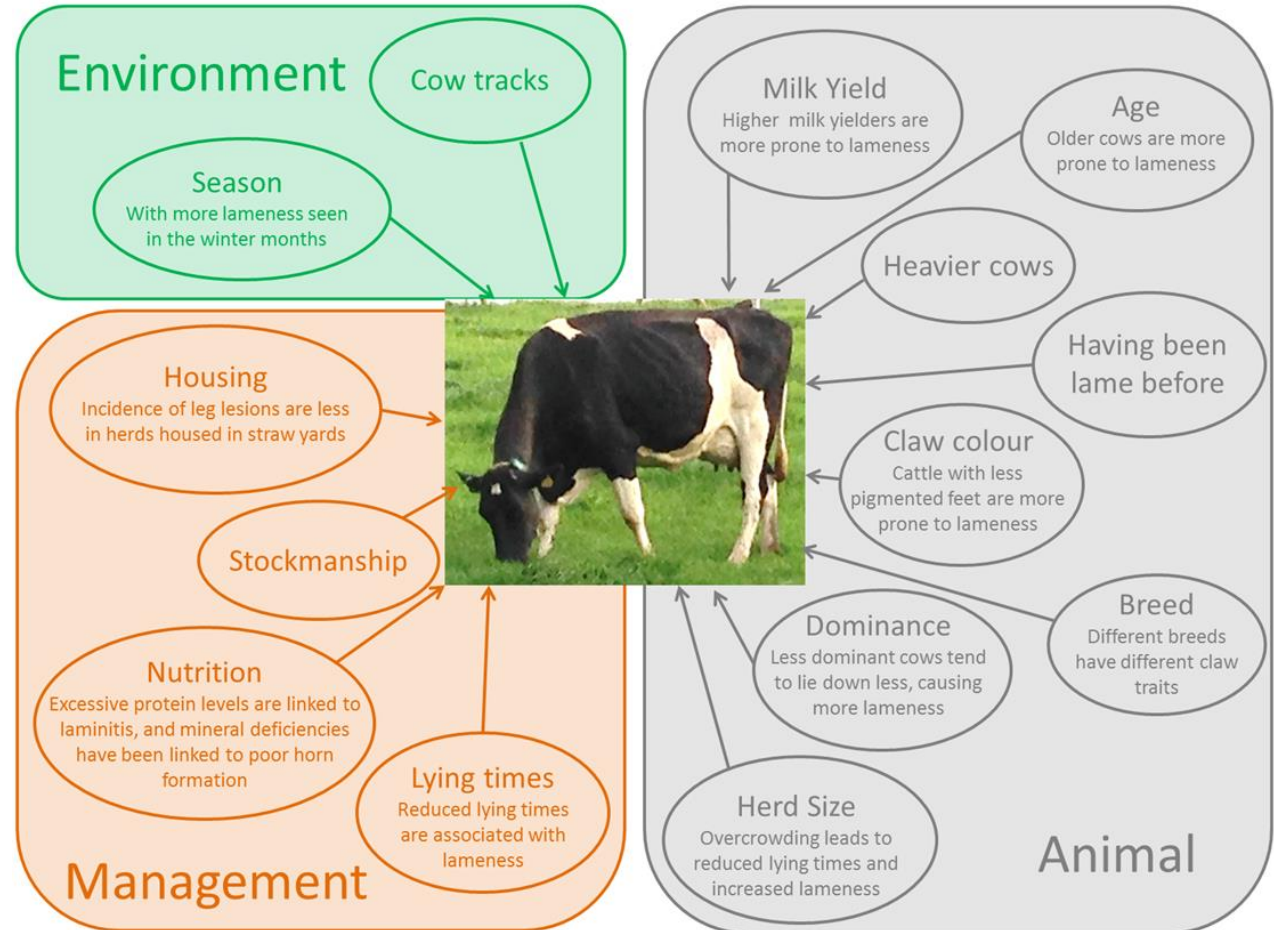 Environment
Cow tracks
Season
With more lameness seen
in the winter months
Housing
Incidence of leg lesions are less
in herds housed in straw yards
Stockmanship
Nutrition
Excessive protein levels are linked to
laminitis, and mineral deficiencies
have been linked to poor horn
formation
Lying times
Reduced lying times
are associated with
lameness
Management
Milk Yield
Higher milk yielders are
more prone to lameness
Age
Older cows are more
prone to lameness
Heavier cows
Having been
lame before
Claw colour
Cattle with less
pigmented feet are more
prone to lameness
Breed
Different breeds
have different claw
traits
Dominance
Less dominant cows tend
to lie down less, causing
more lameness
Herd Size
Overcrowding leads to
reduced lying times and
increased lameness
Animal